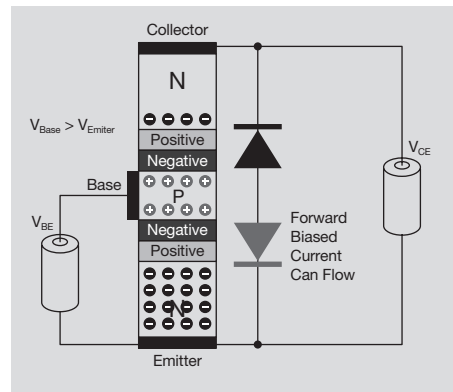 Collector
N
V_Base > V_Emiter
Positive
Negative
V_CE
Base
P
V_BE
Negative
Positive
Forward
Biased
Current
Can Flow
N
Emitter